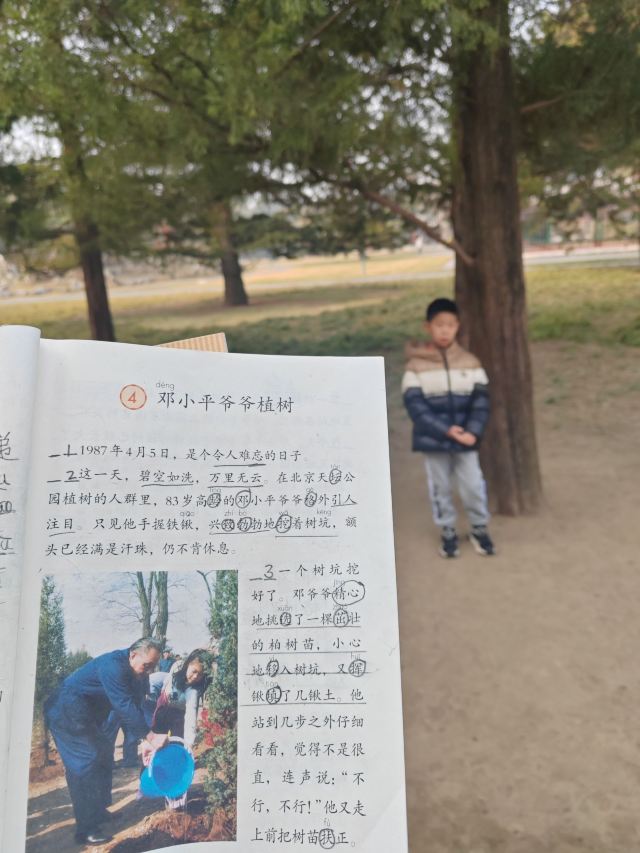 dèng
4 邓小平爷爷植树
1 1987年4月5日，是个令人难忘的日子。
2 这一天，碧空如洗，万里无云。在北京天坛公
园植树的人群里，83岁高龄的邓小平爷爷格外引人
注目。只见他手握铁锹，兴致勃勃地挖着树坑，额
头已经满是汗珠，仍不肯休息。
3 一个树坑挖
好了。邓爷爷精心
地挑选了一棵茁壮
的柏树苗，小心
地移入树坑，又挥
锹填了几锹土。他
站到几步之外仔细
看看，觉得不是很
直，连声说：“不
行，不行！”他又走
上前把树苗扶正。